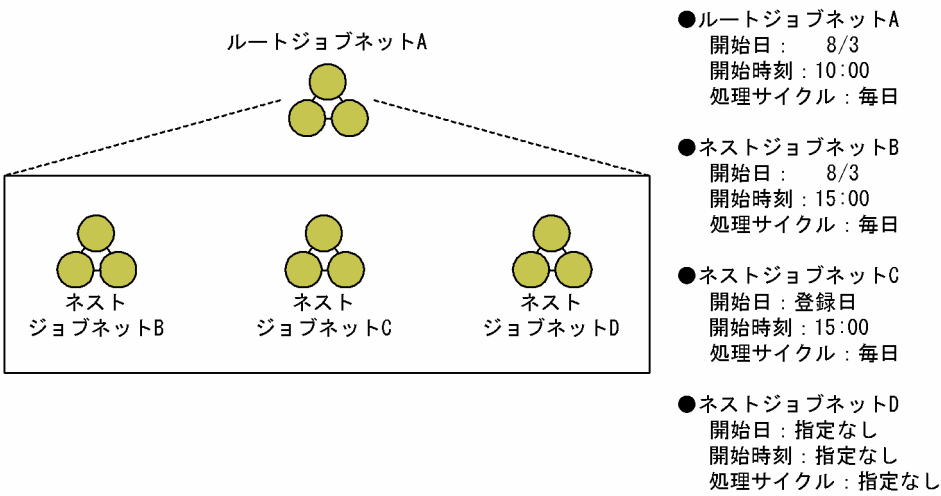 ルートジョブネットA
ネスト
ジョブネットB
ネスト
ジョブネットC
ネスト
ジョブネットD
●ルートジョブネットA
開始日： 8/3
開始時刻：10:00
処理サイクル：毎日
●ネストジョブネットB
開始日： 8/3
開始時刻：15:00
処理サイクル：毎日
●ネストジョブネットC
開始日：登録日
開始時刻：15:00
処理サイクル：毎日
●ネストジョブネットD
開始日：指定なし
開始時刻：指定なし
処理サイクル：指定なし